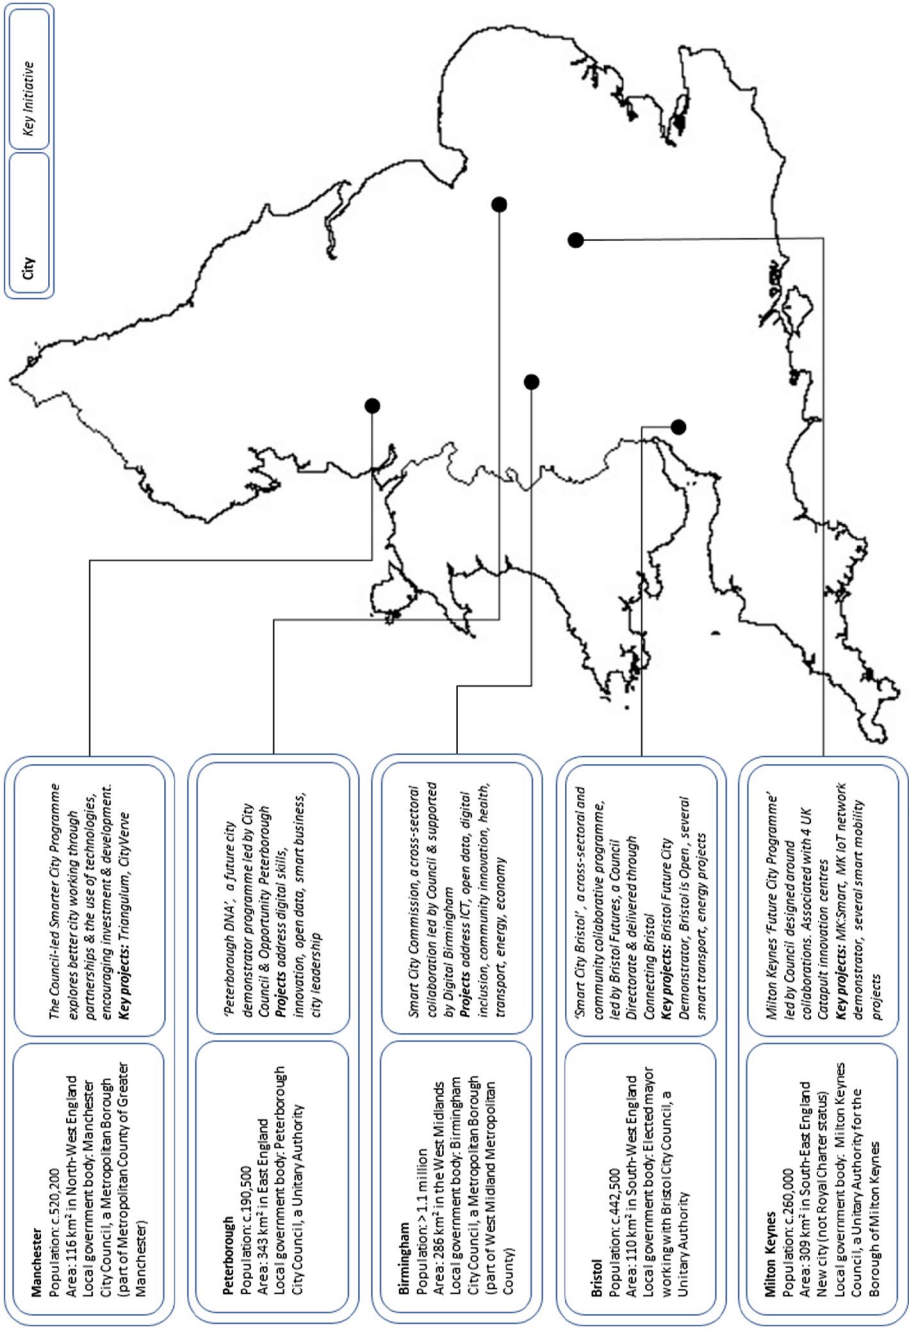 City
Key Initiative
Manchester
Population: c.520,200
Area: 116 km² in North-West England
Local government body: Manchester
City Council, a Metropolitan Borough
(part of Metropolitan County of Greater
Manchester)
The Council-led Smarter City Programme
explores better city working through
partnerships & the use of technologies,
encouraging investment & development.
Key projects: Triangulum, CityVerve
Peterborough
Population: c.190,500
Area: 343 km² in East England
Local government body: Peterborough
City Council, a Unitary Authority
'Peterborough DNA', a future city
demonstrator programme led by City
Council & Opportunity Peterborough
Projects address digital skills,
innovation, open data, smart business,
city leadership
Birmingham
Population: > 1.1 million
Area: 286 km² in the West Midlands
Local government body: Birmingham
City Council, a Metropolitan Borough
(part of West Midland Metropolitan
County)
Smart City Commission, a cross-sectoral
collaboration led by Council & supported
by Digital Birmingham
Projects address ICT, open data, digital
inclusion, community innovation, health,
transport, energy, economy
Bristol
Population: c.442,500
Area: 110 km² in South-West England
Local government body: Elected mayor
working with Bristol City Council, a
Unitary Authority
'Smart City Bristol', a cross-sectoral and
community collaborative programme,
led by Bristol Futures, a Council
Directorate & delivered through
Connecting Bristol
Key projects: Bristol Future City
Demonstrator, Bristol is Open, several
smart transport, energy projects
Milton Keynes
Population: c.260,000
Area: 309 km² in South-East England
New city (not Royal Charter status)
Local government body: Milton Keynes
Council, a Unitary Authority for the
Borough of Milton Keynes
Milton Keynes 'Future City Programme'
led by Council designed around
collaborations. Associated with 4 UK
Catapult innovation centres
Key projects: MK:Smart, MK IoT network
demonstrator, several smart mobility
projects